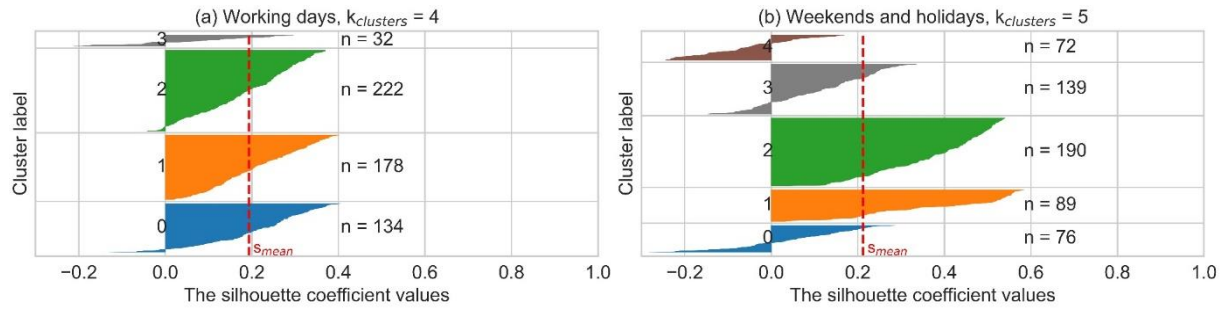 (a) Working days, k_clusters = 4
3
n = 32
2
n = 222
1
n = 178
0
n = 134
s_mean
Cluster label
−0.2 0.0 0.2 0.4 0.6 0.8 1.0
The silhouette coefficient values
(b) Weekends and holidays, k_clusters = 5
4
n = 72
3
n = 139
2
n = 190
1
n = 89
0
n = 76
s_mean
Cluster label
−0.2 0.0 0.2 0.4 0.6 0.8 1.0
The silhouette coefficient values